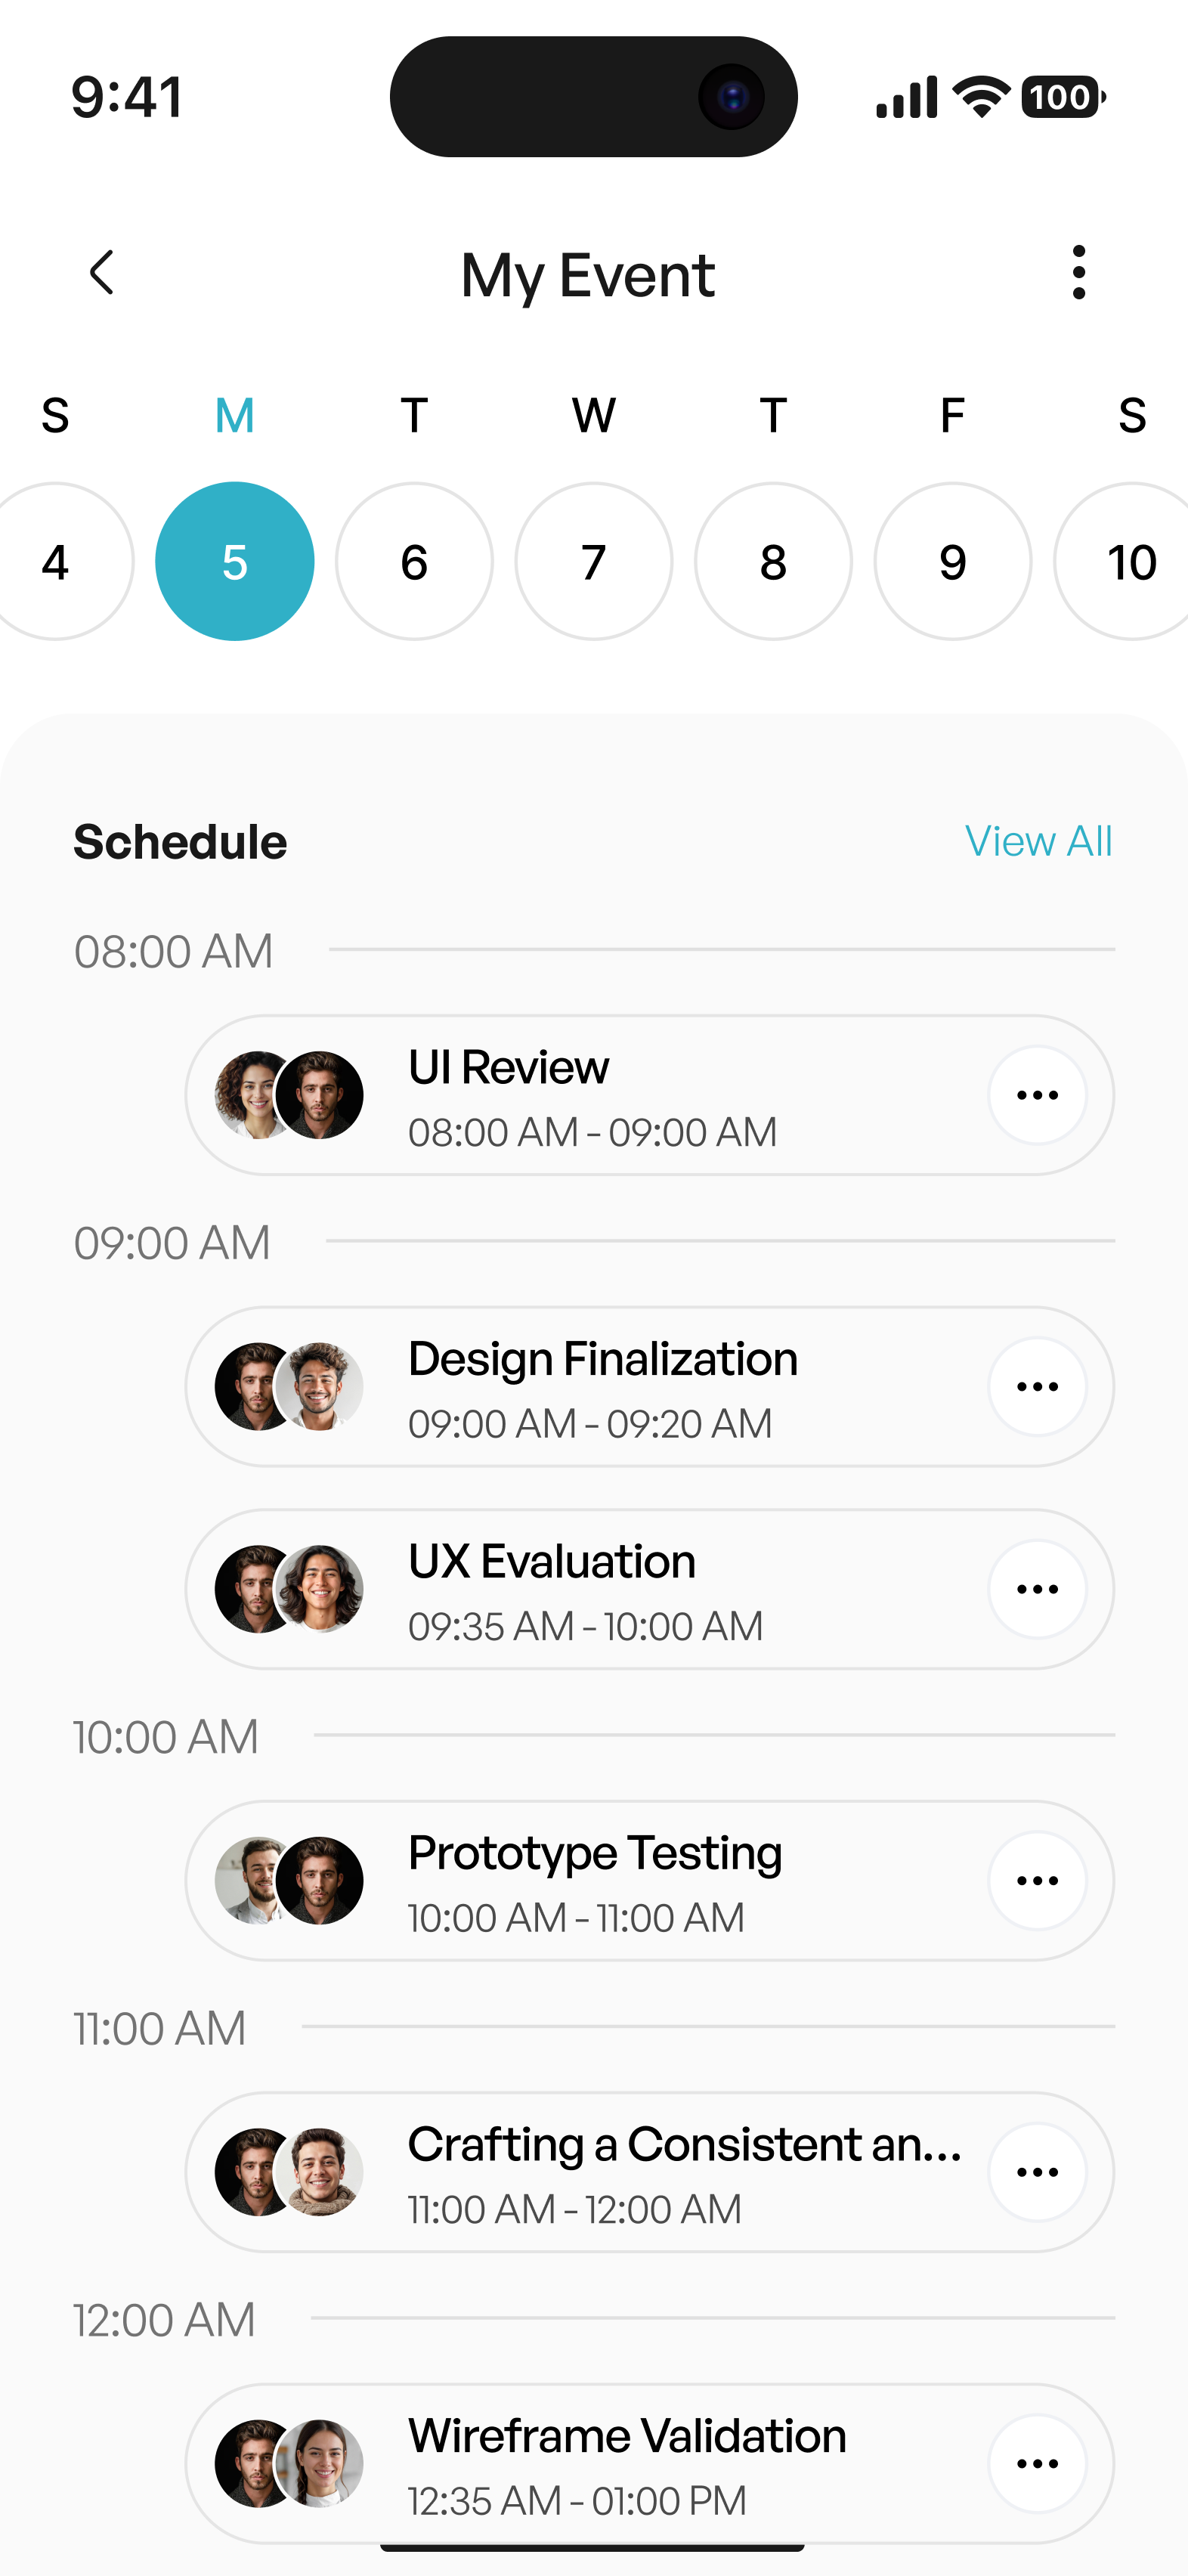 9:41
100
My Event
S M T W T F S
4 5 6 7 8 9 10
Schedule
View All
08:00 AM
UI Review
08:00 AM - 09:00 AM
09:00 AM
Design Finalization
09:00 AM - 09:20 AM
UX Evaluation
09:35 AM - 10:00 AM
10:00 AM
Prototype Testing
10:00 AM - 11:00 AM
11:00 AM
Crafting a Consistent an...
11:00 AM - 12:00 AM
12:00 AM
Wireframe Validation
12:35 AM - 01:00 PM